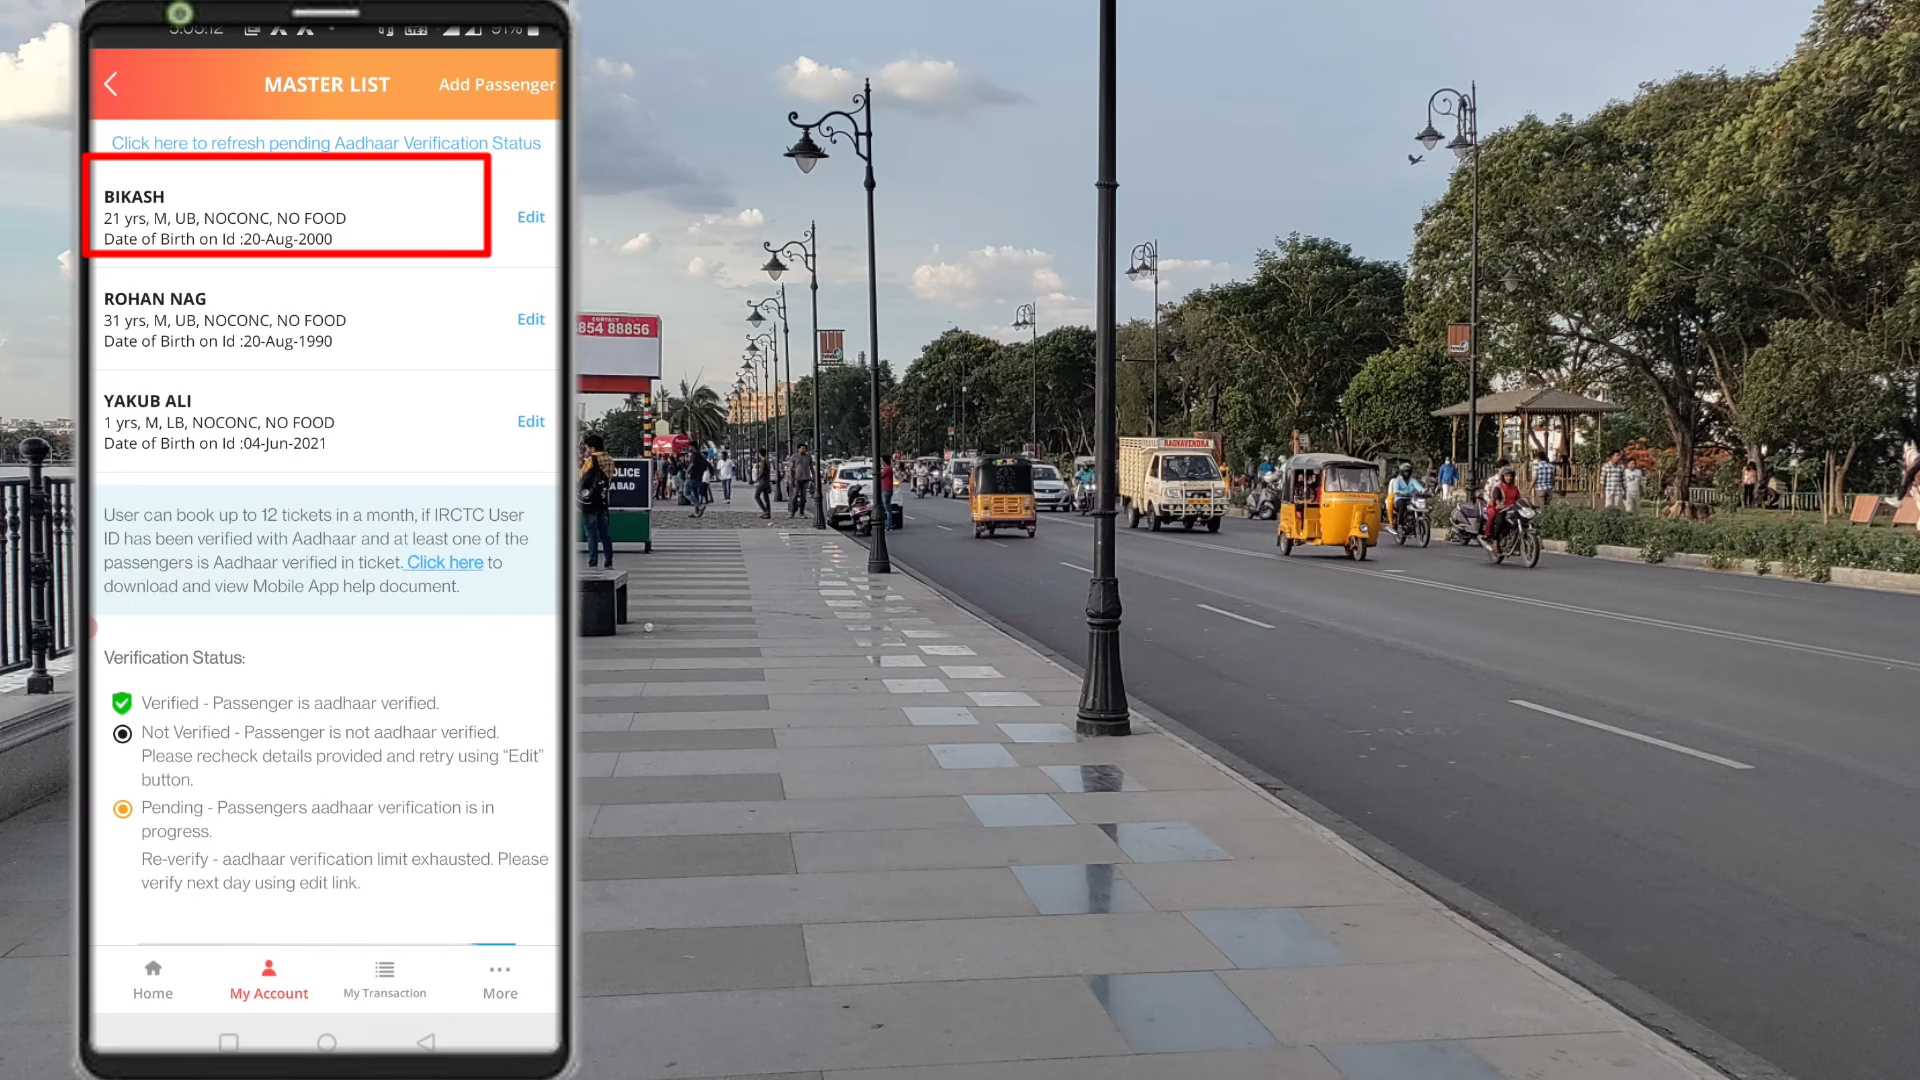 5:05:12 91%
MASTER LIST Add Passenger
Click here to refresh pending Aadhaar Verification Status
BIKASH
21 yrs, M, UB, NOCONC, NO FOOD
Date of Birth on Id :20-Aug-2000
Edit
ROHAN NAG
31 yrs, M, UB, NOCONC, NO FOOD
Date of Birth on Id :20-Aug-1990
Edit
YAKUB ALI
1 yrs, M, LB, NOCONC, NO FOOD
Date of Birth on Id :04-Jun-2021
Edit
User can book up to 12 tickets in a month, if IRCTC User
ID has been verified with Aadhaar and at least one of the
passengers is Aadhaar verified in ticket. Click here to
download and view Mobile App help document.
Verification Status:
Verified - Passenger is aadhaar verified.
Not Verified - Passenger is not aadhaar verified.
Please recheck details provided and retry using “Edit”
button.
Pending - Passengers aadhaar verification is in
progress.
Re-verify - aadhaar verification limit exhausted. Please
verify next day using edit link.
Home My Account My Transaction More
CONTACT
854 88856
OLICE
ABAD
RAGHAVENDRA